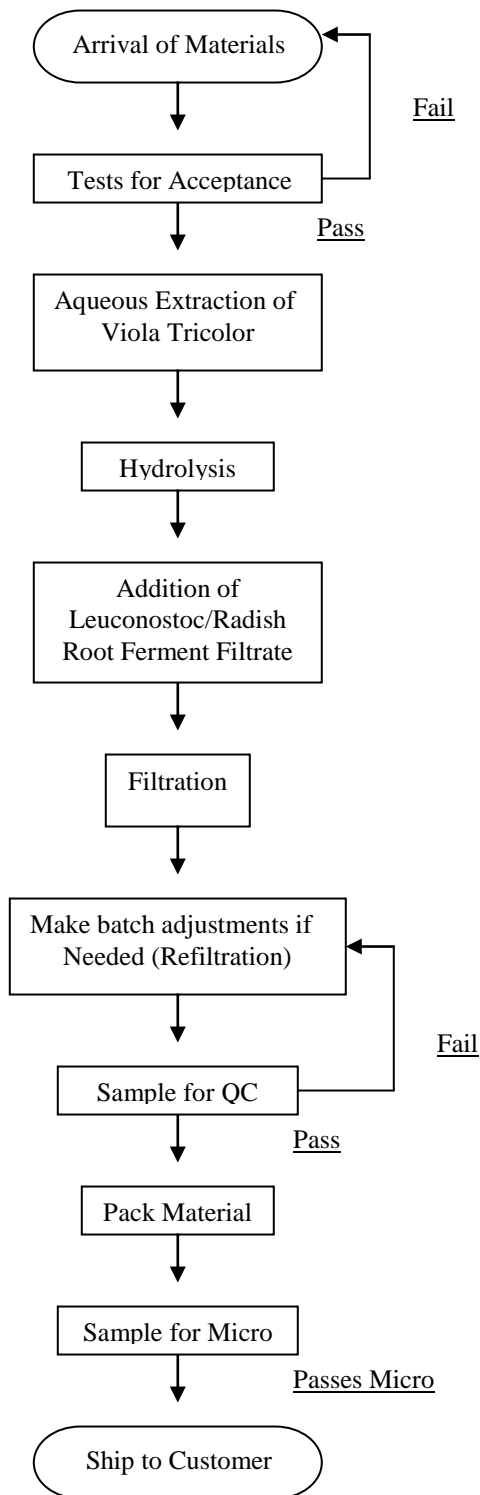 Arrival of Materials
Fail
Tests for Acceptance
Pass
Aqueous Extraction of
Viola Tricolor
Hydrolysis
Addition of
Leuconostoc/Radish
Root Ferment Filtrate
Filtration
Make batch adjustments if
Needed (Refiltration)
Fail
Sample for QC
Pass
Pack Material
Sample for Micro
Passes Micro
Ship to Customer